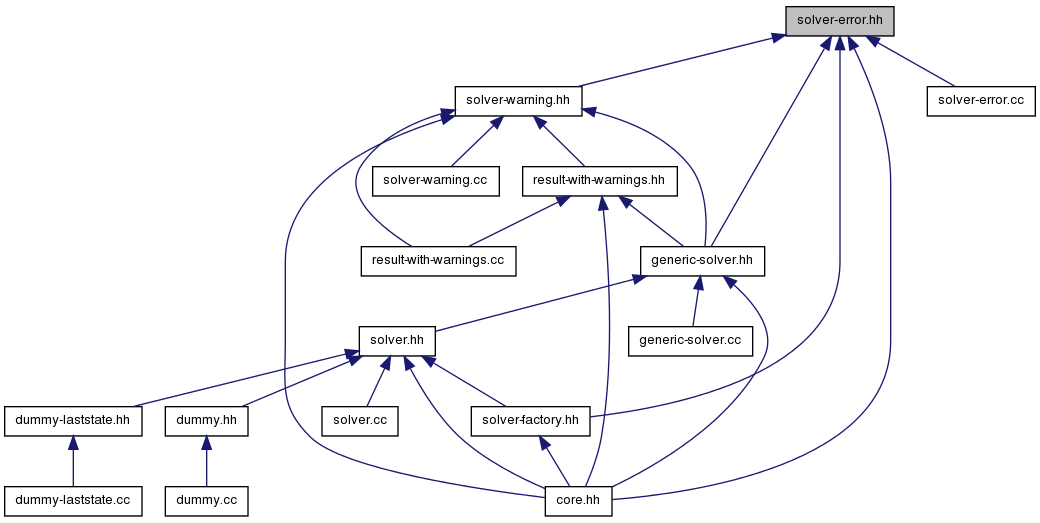 solver-error.hh
solver-warning.hh
solver-error.cc
solver-warning.cc
result-with-warnings.hh
result-with-warnings.cc
generic-solver.hh
solver.hh
generic-solver.cc
dummy-laststate.hh
dummy.hh
solver.cc
solver-factory.hh
dummy-laststate.cc
dummy.cc
core.hh